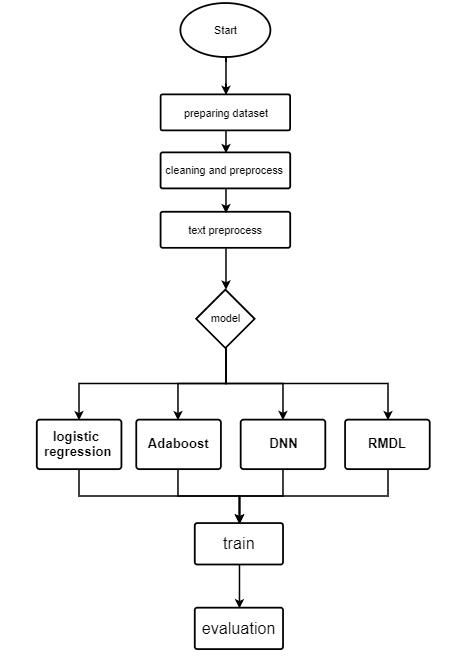 Start
preparing dataset
cleaning and preprocess
text preprocess
model
logistic
regression
Adaboost
DNN
RMDL
train
evaluation